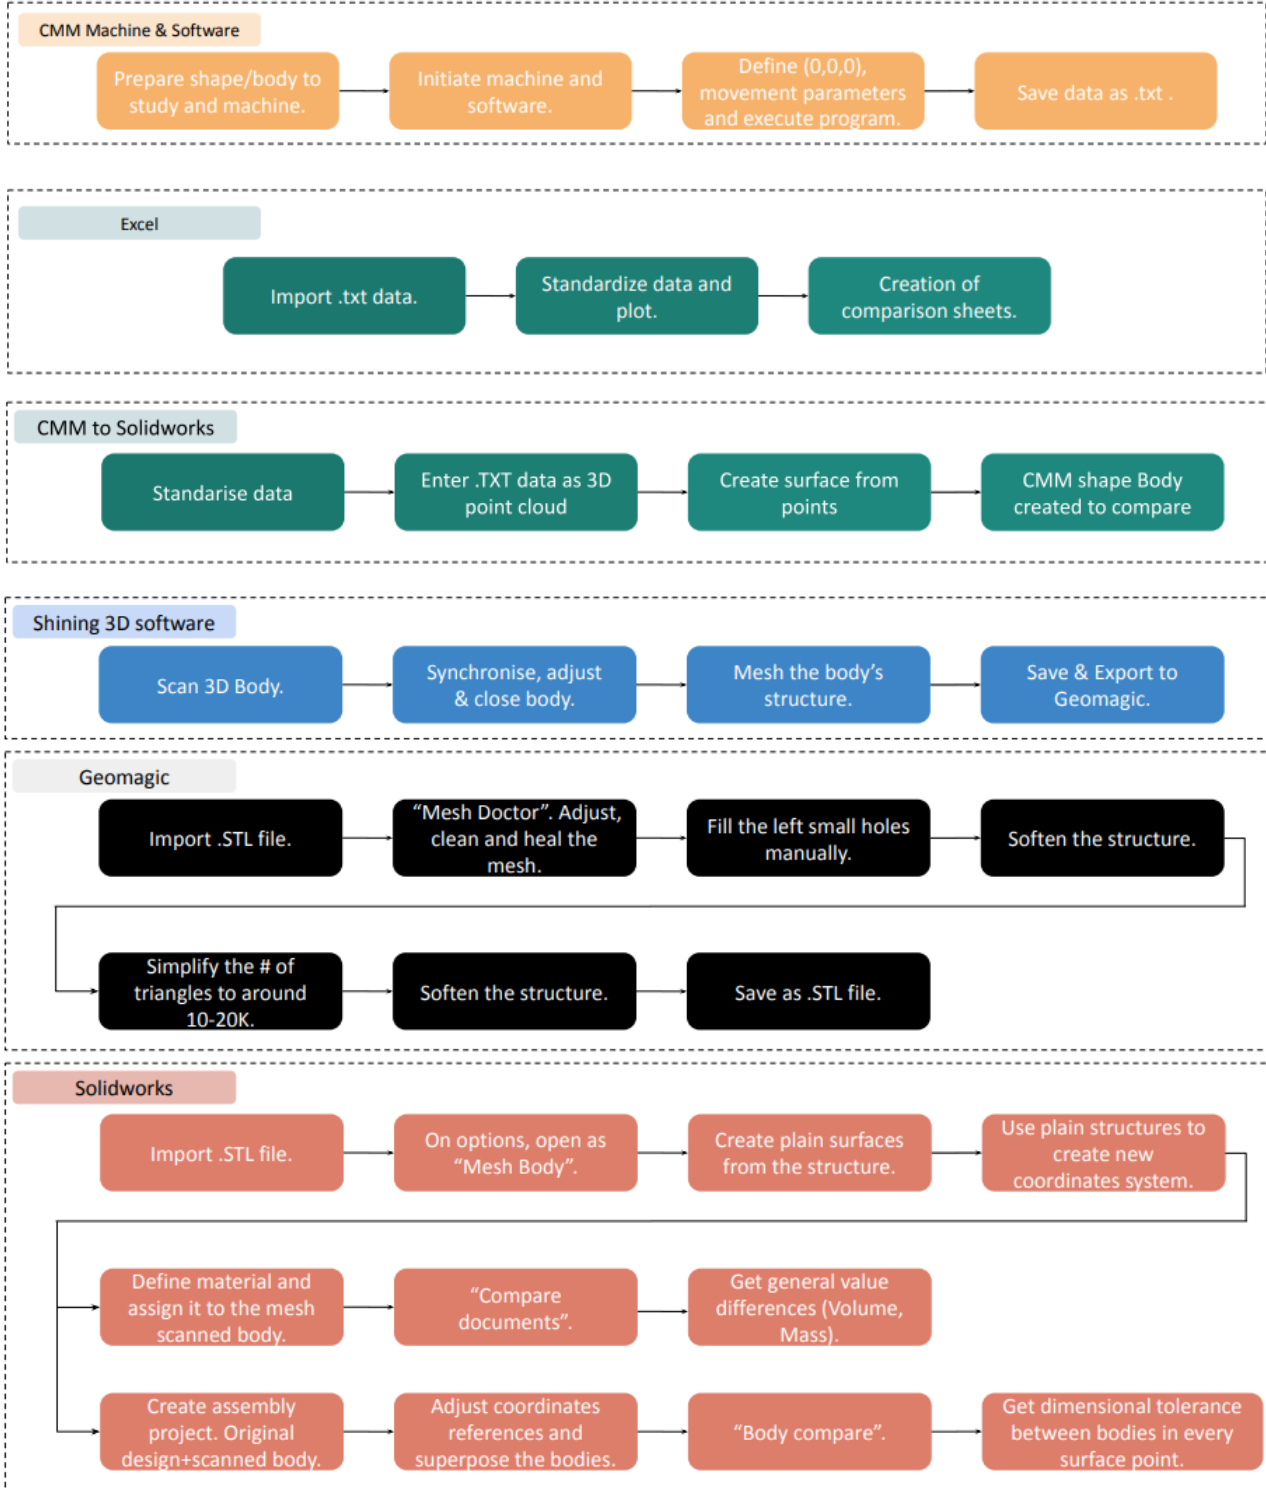 CMM Machine & Software
Prepare shape/body to
study and machine.
Initiate machine and
software.
Define (0,0,0),
movement parameters
and execute program.
Save data as .txt .
Excel
Import .txt data.
Standardize data and
plot.
Creation of
comparison sheets.
CMM to Solidworks
Standarise data
Enter .TXT data as 3D
point cloud
Create surface from
points
CMM shape Body
created to compare
Shining 3D software
Scan 3D Body.
Synchronise, adjust
& close body.
Mesh the body’s
structure.
Save & Export to
Geomagic.
Geomagic
Import .STL file.
“Mesh Doctor”. Adjust,
clean and heal the
mesh.
Fill the left small holes
manually.
Soften the structure.
Simplify the # of
triangles to around
10-20K.
Soften the structure.
Save as .STL file.
Solidworks
Import .STL file.
On options, open as
“Mesh Body”.
Create plain surfaces
from the structure.
Use plain structures to
create new
coordinates system.
Define material and
assign it to the mesh
scanned body.
“Compare
documents”.
Get general value
differences (Volume,
Mass).
Create assembly
project. Original
design+scanned body.
Adjust coordinates
references and
superpose the bodies.
“Body compare”.
Get dimensional tolerance
between bodies in every
surface point.